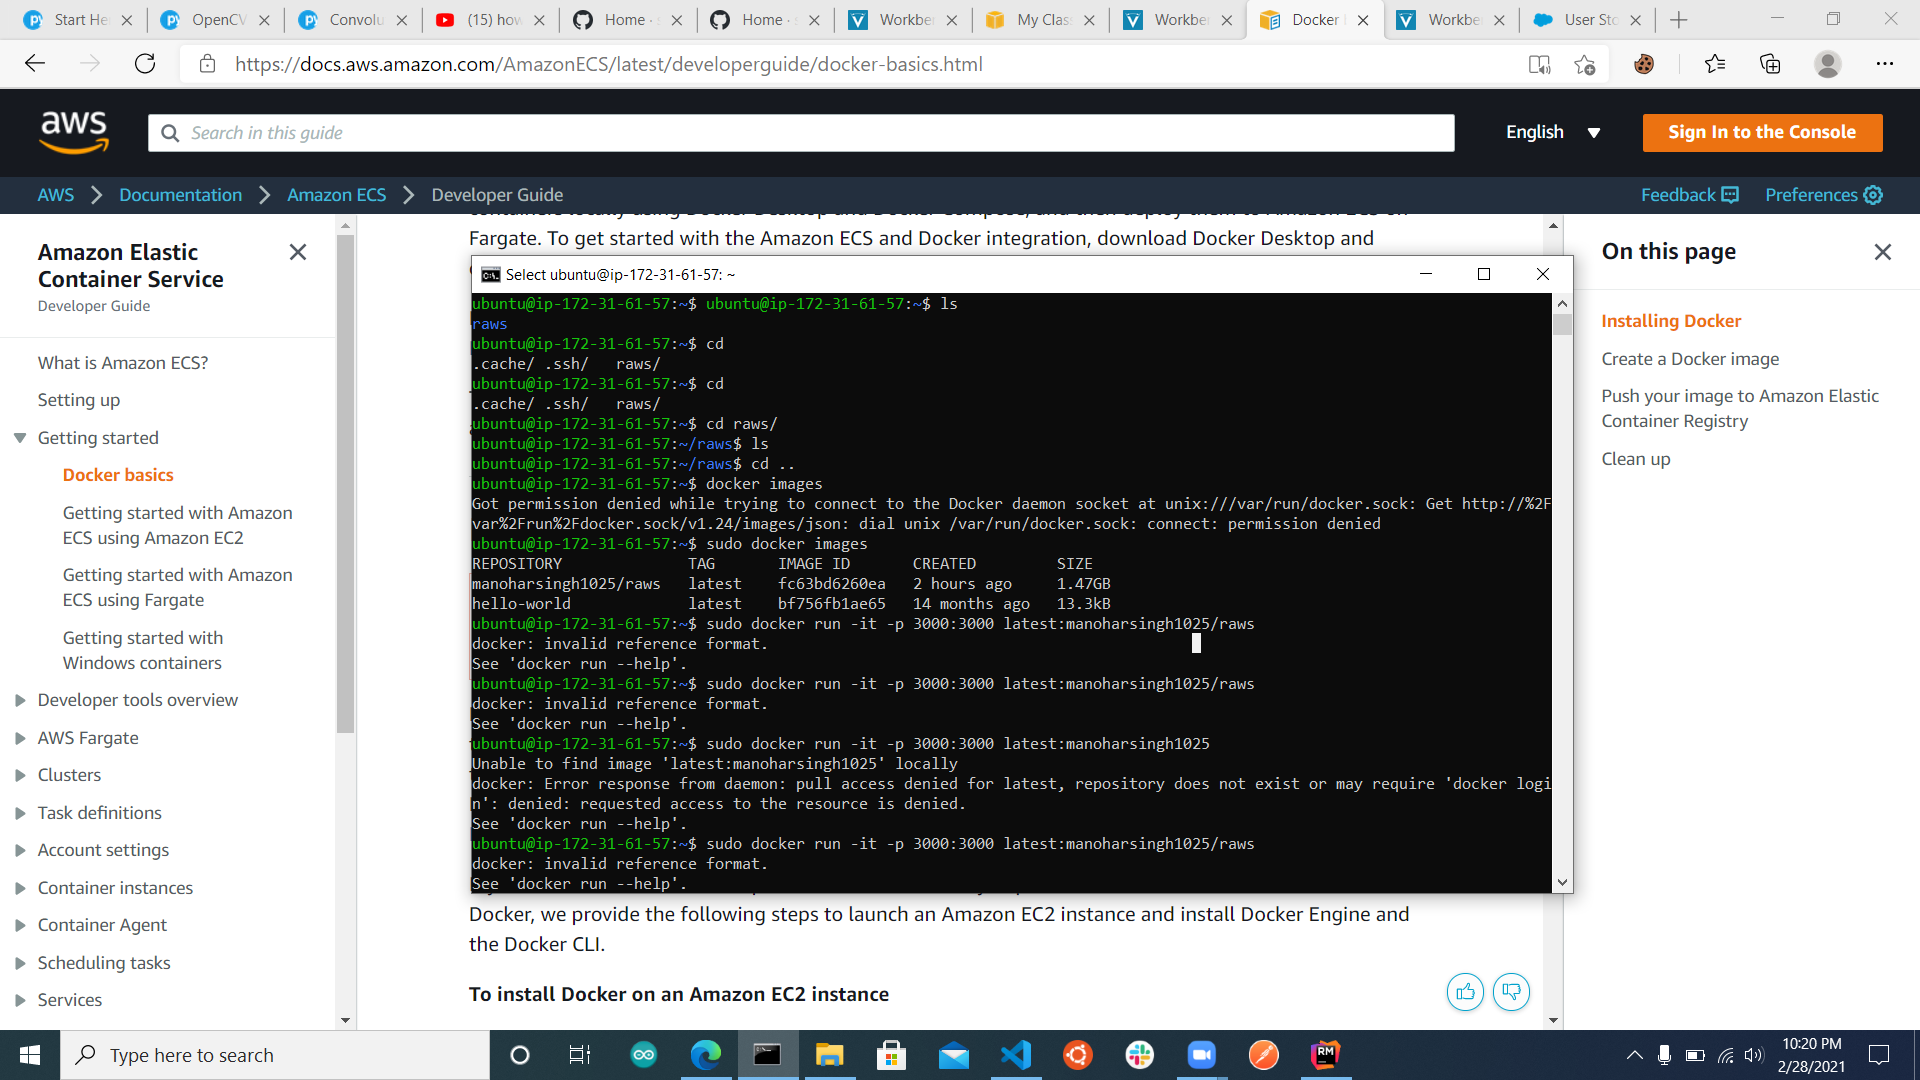 Start He
OpenCV
Convolu
(15) how
Home · s
Home · s
Workbe
My Clas
Workbe
Docker b
Workbe
User Sto
https://docs.aws.amazon.com/AmazonECS/latest/developerguide/docker-basics.html
aws
Search in this guide
English
Sign In to the Console
AWS
Documentation
Amazon ECS
Developer Guide
Feedback
Preferences
Amazon Elastic
Container Service
Developer Guide
What is Amazon ECS?
Setting up
Getting started
Docker basics
Getting started with Amazon
ECS using Amazon EC2
Getting started with Amazon
ECS using Fargate
Getting started with
Windows containers
Developer tools overview
AWS Fargate
Clusters
Task definitions
Account settings
Container instances
Container Agent
Scheduling tasks
Services
containers locally using Docker Desktop and Docker Compose, and then deploy them to Amazon ECS on
Fargate. To get started with the Amazon ECS and Docker integration, download Docker Desktop and
Select ubuntu@ip-172-31-61-57: ~
ubuntu@ip-172-31-61-57:~$ ubuntu@ip-172-31-61-57:~$ ls
raws
ubuntu@ip-172-31-61-57:~$ cd
.cache/ .ssh/   raws/
ubuntu@ip-172-31-61-57:~$ cd
.cache/ .ssh/   raws/
ubuntu@ip-172-31-61-57:~$ cd raws/
ubuntu@ip-172-31-61-57:~/raws$ ls
ubuntu@ip-172-31-61-57:~/raws$ cd ..
ubuntu@ip-172-31-61-57:~$ docker images
Got permission denied while trying to connect to the Docker daemon socket at unix:///var/run/docker.sock: Get http://%2F
var%2Frun%2Fdocker.sock/v1.24/images/json: dial unix /var/run/docker.sock: connect: permission denied
ubuntu@ip-172-31-61-57:~$ sudo docker images
REPOSITORY              TAG       IMAGE ID       CREATED         SIZE
manoharsingh1025/raws   latest    fc63bd6260ea   2 hours ago     1.47GB
hello-world             latest    bf756fb1ae65   14 months ago   13.3kB
ubuntu@ip-172-31-61-57:~$ sudo docker run -it -p 3000:3000 latest:manoharsingh1025/raws
docker: invalid reference format.
See 'docker run --help'.
ubuntu@ip-172-31-61-57:~$ sudo docker run -it -p 3000:3000 latest:manoharsingh1025/raws
docker: invalid reference format.
See 'docker run --help'.
ubuntu@ip-172-31-61-57:~$ sudo docker run -it -p 3000:3000 latest:manoharsingh1025
Unable to find image 'latest:manoharsingh1025' locally
docker: Error response from daemon: pull access denied for latest, repository does not exist or may require 'docker logi
n': denied: requested access to the resource is denied.
See 'docker run --help'.
ubuntu@ip-172-31-61-57:~$ sudo docker run -it -p 3000:3000 latest:manoharsingh1025/raws
docker: invalid reference format.
See 'docker run --help'.
Docker, we provide the following steps to launch an Amazon EC2 instance and install Docker Engine and
the Docker CLI.
To install Docker on an Amazon EC2 instance
On this page
Installing Docker
Create a Docker image
Push your image to Amazon Elastic
Container Registry
Clean up
Type here to search
RM
10:20 PM
2/28/2021